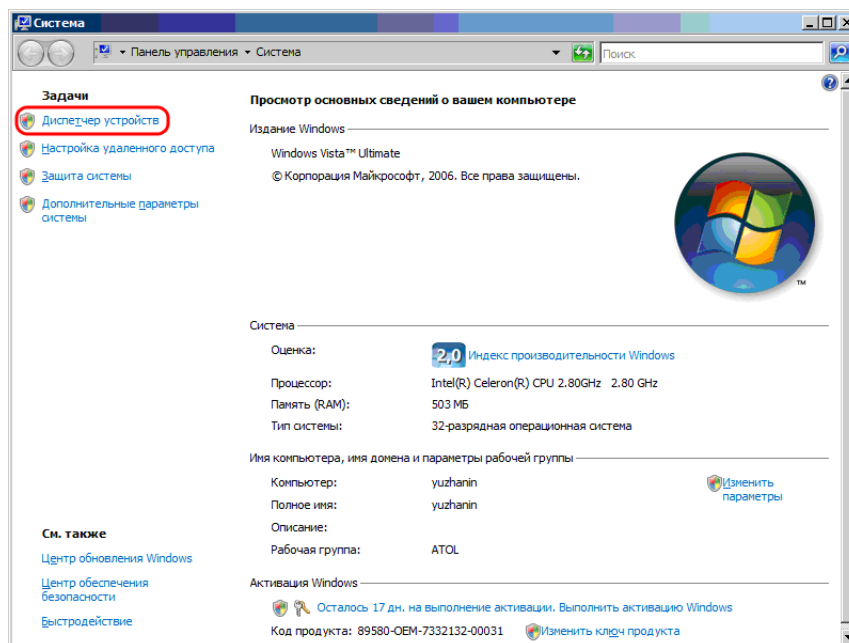 Система
Панель управления
Система
Поиск
Задачи
Диспетчер устройств
Настройка удаленного доступа
Защита системы
Дополнительные параметры
системы
Просмотр основных сведений о вашем компьютере
Издание Windows
Windows Vista™ Ultimate
© Корпорация Майкрософт, 2006. Все права защищены.
TM
Система
Оценка: 2,0 Индекс производительности Windows
Процессор: Intel(R) Celeron(R) CPU 2.80GHz 2.80 GHz
Память (RAM): 503 МБ
Тип системы: 32-разрядная операционная система
Имя компьютера, имя домена и параметры рабочей группы
Компьютер: yuzhanin
Изменить
параметры
Полное имя: yuzhanin
Описание:
Рабочая группа: ATOL
Активация Windows
Осталось 17 дн. на выполнение активации. Выполнить активацию Windows
Код продукта: 89580-OEM-7332132-00031 Изменить ключ продукта
См. также
Центр обновления Windows
Центр обеспечения
безопасности
Быстродействие